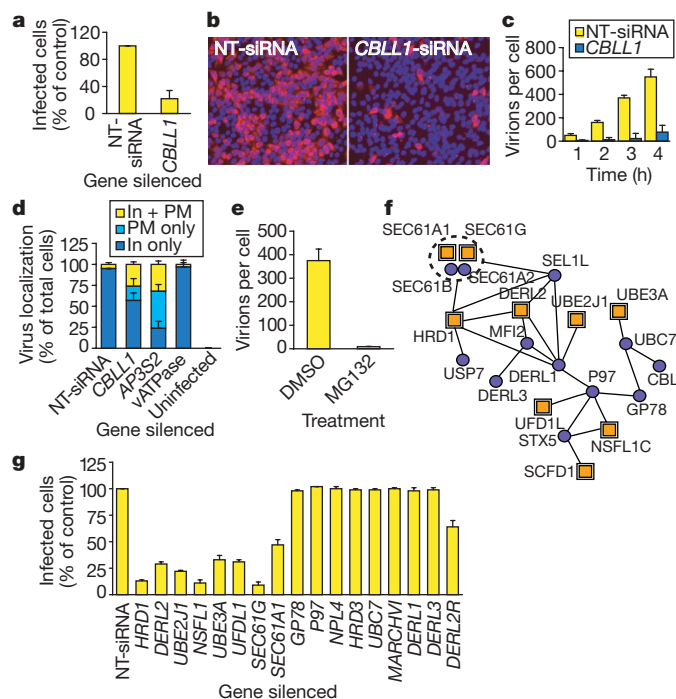 a
Infected cells
(% of control)
120
80
40
0
NT-
siRNA
CBLL1
Gene silenced
b
NT-siRNA
CBLL1-siRNA
c
NT-siRNA
CBLL1
Virions per cell
800
600
400
200
0
1 2 3 4
Time (h)
d
In + PM
PM only
In only
Virus localization
(% of total cells)
100
75
50
25
0
NT-siRNA
CBLL1
AP3S2
vATPase
Uninfected
Gene silenced
e
Virions per cell
500
400
300
200
100
0
DMSO
MG132
Treatment
f
SEC61A1
SEC61G
SEC61B
SEC61A2
SEL1L
DERL2
UBE2J1
UBE3A
HRD1
MFI2
UBC7
USP7
DERL1
P97
CBL
DERL3
GP78
UFD1L
STX5
NSFL1C
SCFD1
g
Infected cells
(% of control)
125
100
75
50
25
0
NT-siRNA
HRD1
DERL2
UBE2J1
NSFL1
UBE3A
UFDL1
SEC61G
SEC61A1
GP78
P97
NPL4
HRD3
UBC7
MARCHVI
DERL1
DERL3
DERL2R
Gene silenced